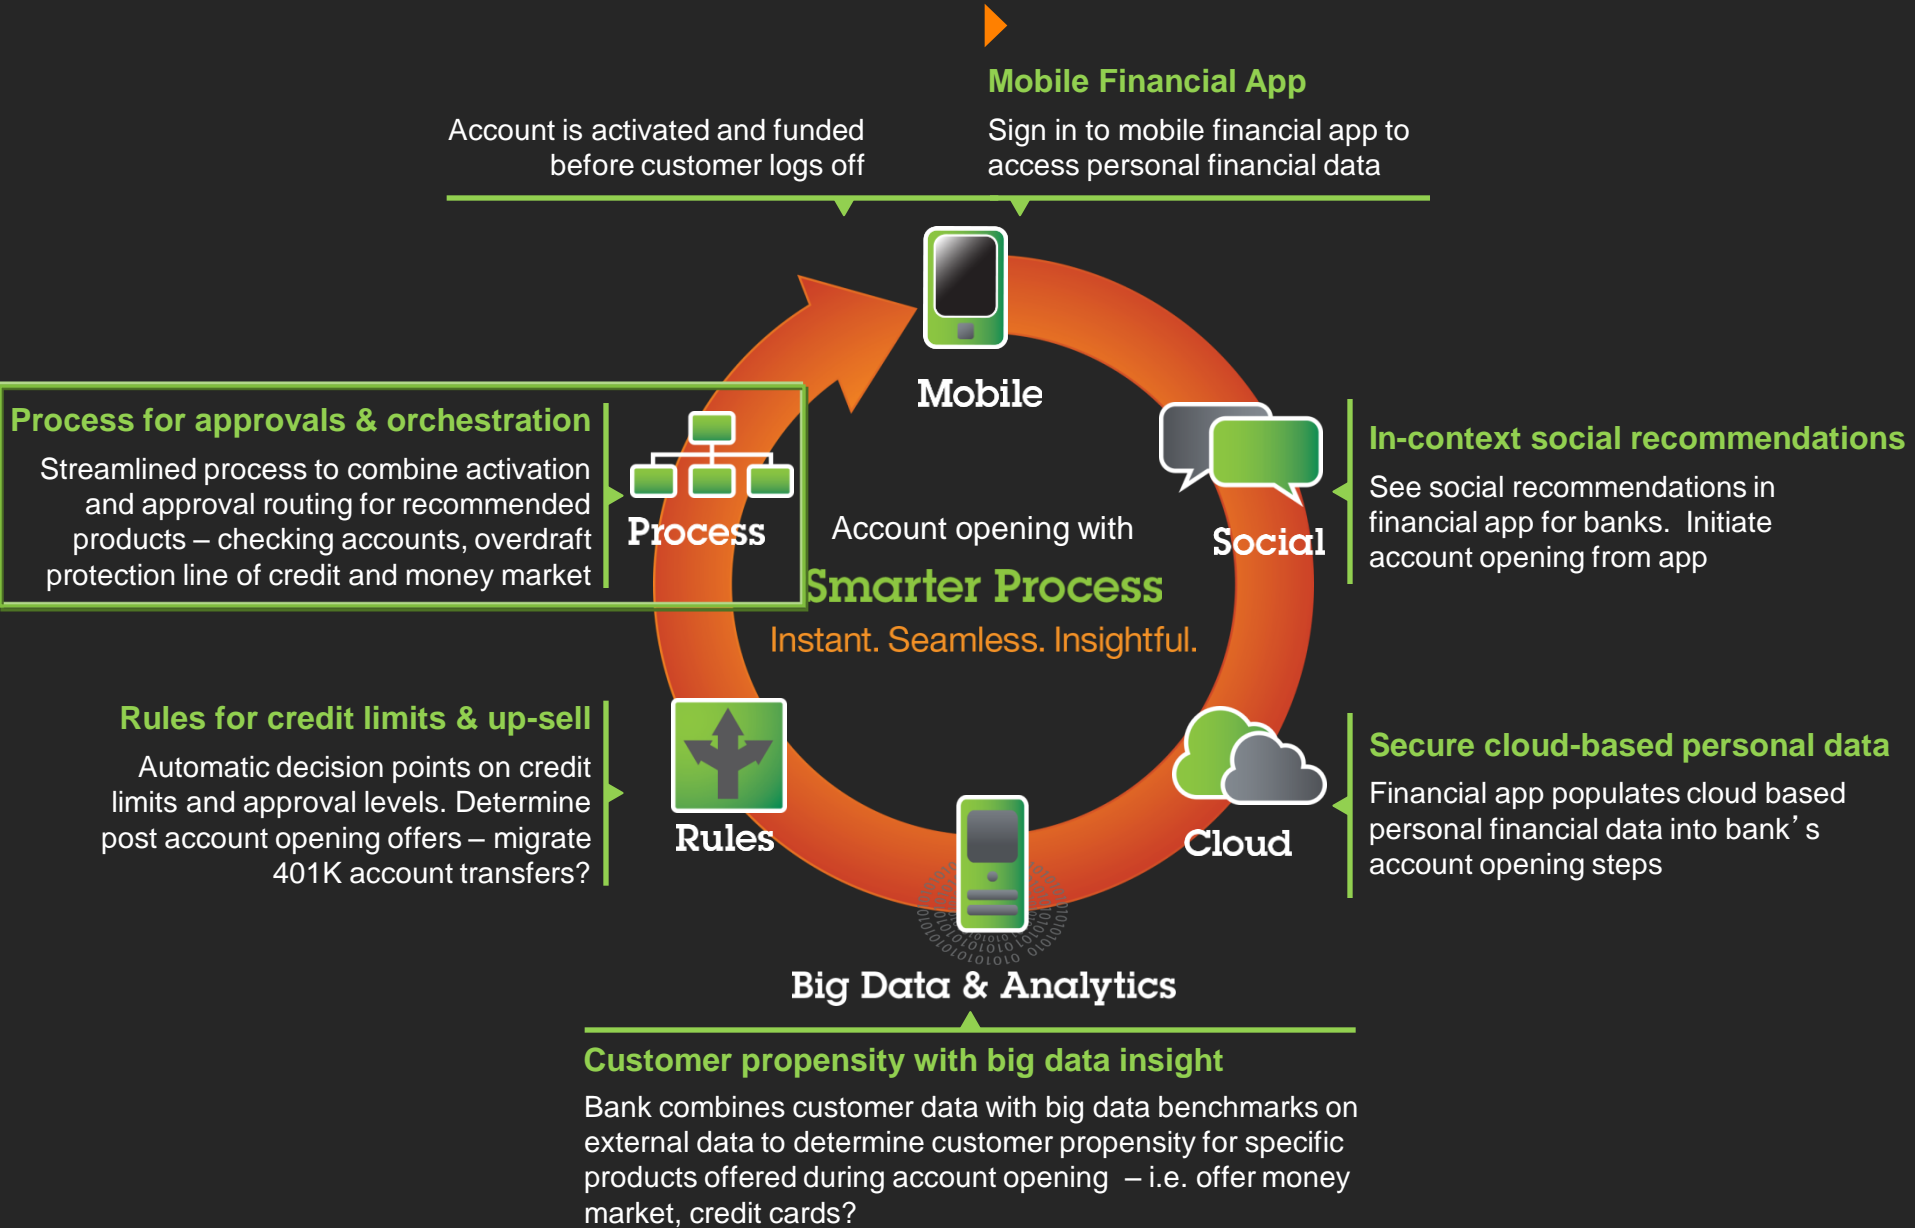 Mobile Financial App
Account is activated and funded
before customer logs off
Sign in to mobile financial app to
access personal financial data
Mobile
Process for approvals & orchestration
Streamlined process to combine activation
and approval routing for recommended
products – checking accounts, overdraft
protection line of credit and money market
Process
In-context social recommendations
See social recommendations in
financial app for banks. Initiate
account opening from app
Social
Account opening with
Smarter Process
Instant. Seamless. Insightful.
Rules for credit limits & up-sell
Automatic decision points on credit
limits and approval levels. Determine
post account opening offers – migrate
401K account transfers?
Rules
Secure cloud-based personal data
Financial app populates cloud based
personal financial data into bank’s
account opening steps
Cloud
Big Data & Analytics
Customer propensity with big data insight
Bank combines customer data with big data benchmarks on
external data to determine customer propensity for specific
products offered during account opening – i.e. offer money
market, credit cards?